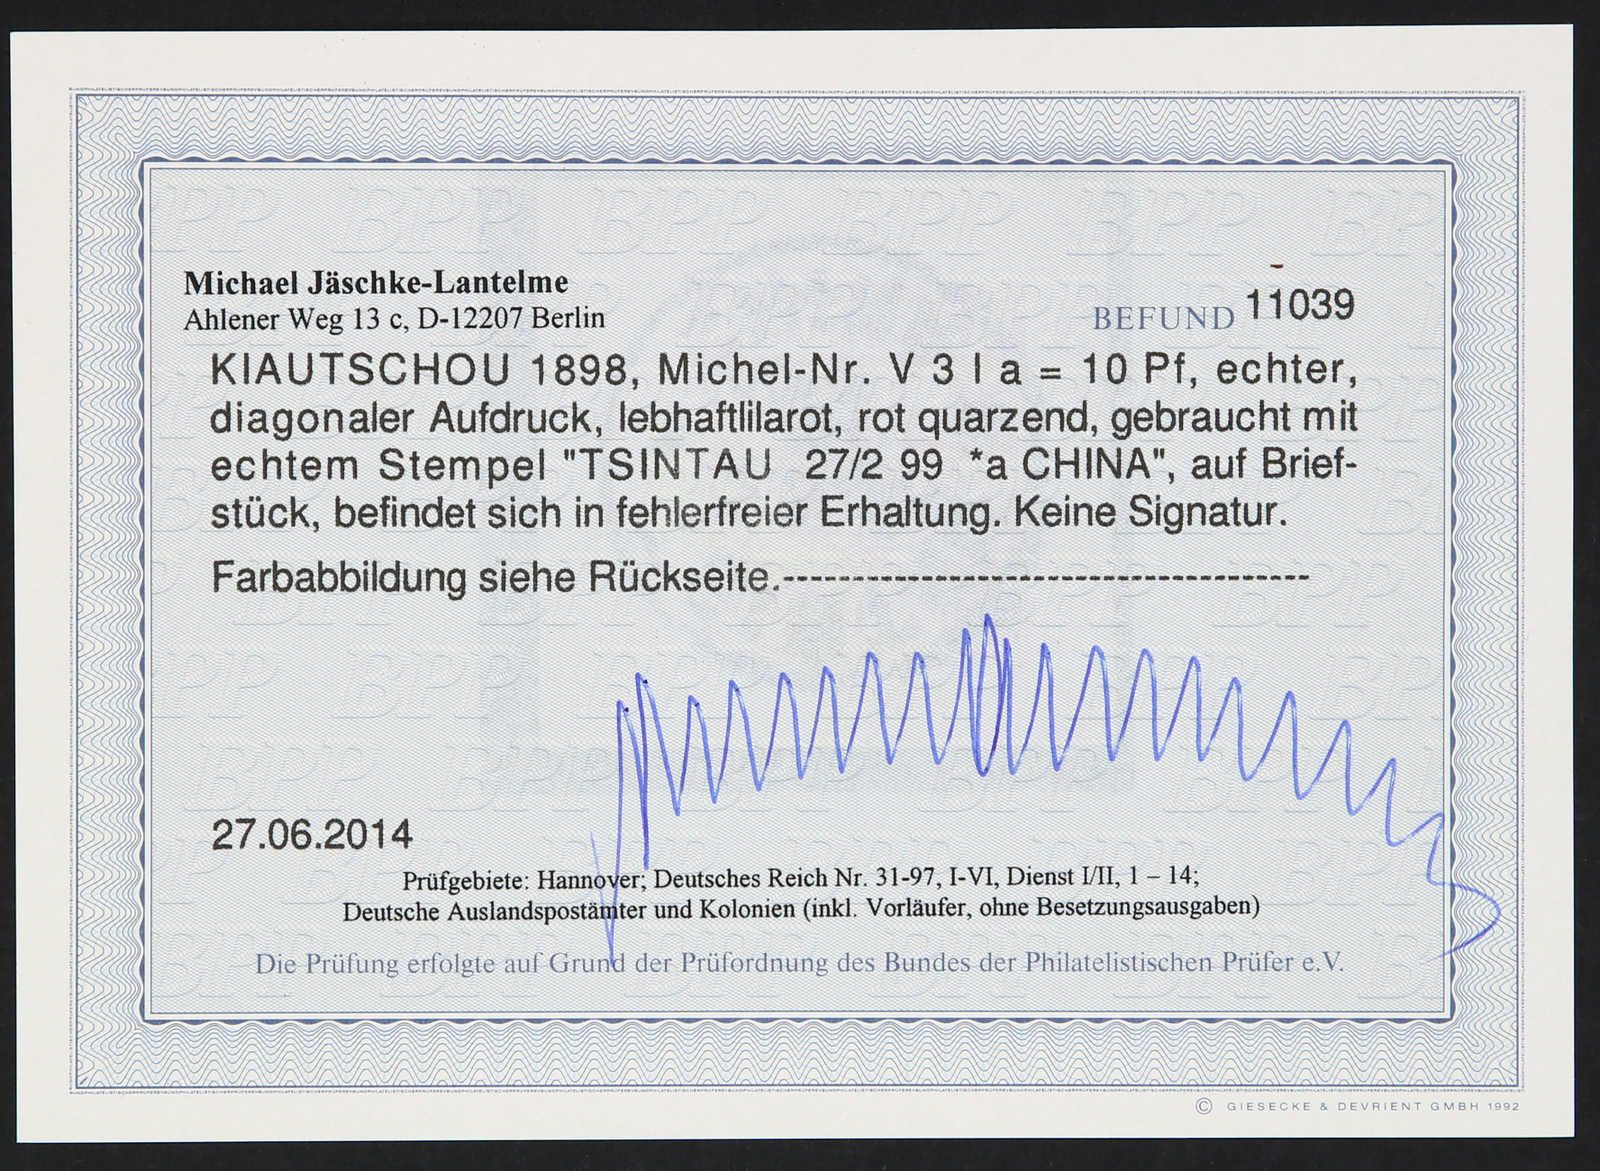 Michael Jäschke-Lantelme
Ahlener Weg 13 c, D-12207 Berlin
BEFUND 11039
KIAUTSCHOU 1898, Michel-Nr. V 3 I a = 10 Pf, echter,
diagonaler Aufdruck, lebhaftlilarot, rot quarzend, gebraucht mit
echtem Stempel "TSINTAU 27/2 99 *a CHINA", auf Brief-
stück, befindet sich in fehlerfreier Erhaltung. Keine Signatur.
Farbabbildung siehe Rückseite.--------------------------------------
27.06.2014
Prüfgebiete: Hannover; Deutsches Reich Nr. 31-97, I-VI, Dienst I/II, 1 – 14;
Deutsche Auslandspostämter und Kolonien (inkl. Vorläufer, ohne Besetzungsausgaben)
Die Prüfung erfolgte auf Grund der Prüfordnung des Bundes der Philatelistischen Prüfer e.V.
© GIESECKE & DEVRIENT GMBH 1992